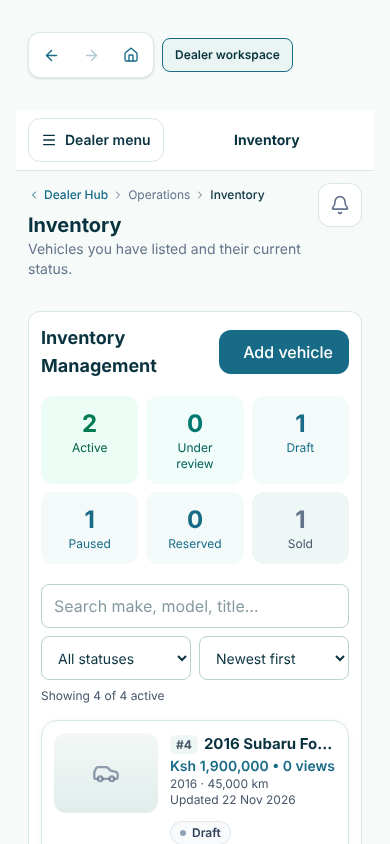 Dealer workspace
Dealer menu
Inventory
Dealer Hub
Operations
Inventory
Inventory
Vehicles you have listed and their current
status.
Inventory
Management
Add vehicle
2
Active
0
Under
review
1
Draft
1
Paused
0
Reserved
1
Sold
Search make, model, title...
All statuses
Newest first
Showing 4 of 4 active
#4 2016 Subaru Fo...
Ksh 1,900,000 • 0 views
2016 · 45,000 km
Updated 22 Nov 2026
Draft